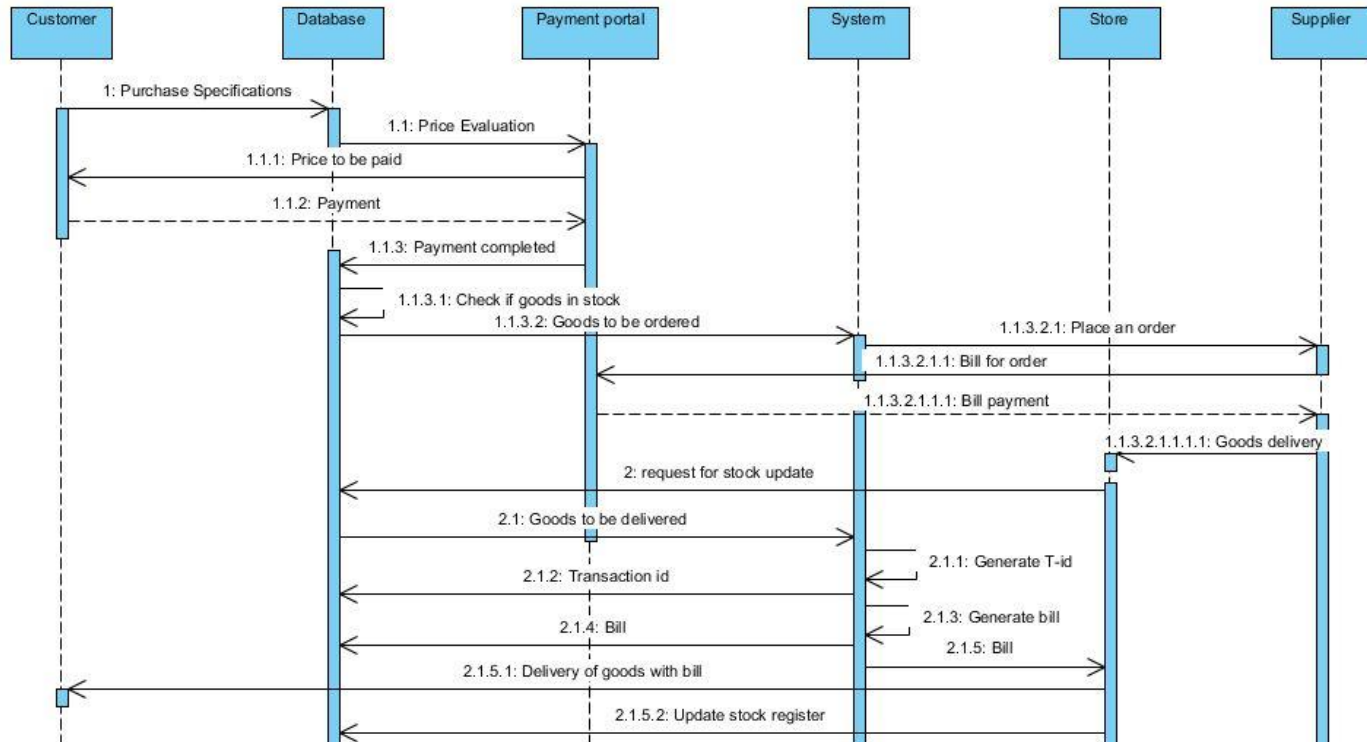 Customer
Database
Payment portal
System
Store
Supplier
1: Purchase Specifications
1.1: Price Evaluation
1.1.1: Price to be paid
1.1.2: Payment
1.1.3: Payment completed
1.1.3.1: Check if goods in stock
1.1.3.2: Goods to be ordered
1.1.3.2.1: Place an order
1.1.3.2.1.1: Bill for order
1.1.3.2.1.1.1: Bill payment
1.1.3.2.1.1.1.1: Goods delivery
2: request for stock update
2.1: Goods to be delivered
2.1.1: Generate T-id
2.1.2: Transaction id
2.1.3: Generate bill
2.1.4: Bill
2.1.5: Bill
2.1.5.1: Delivery of goods with bill
2.1.5.2: Update stock register